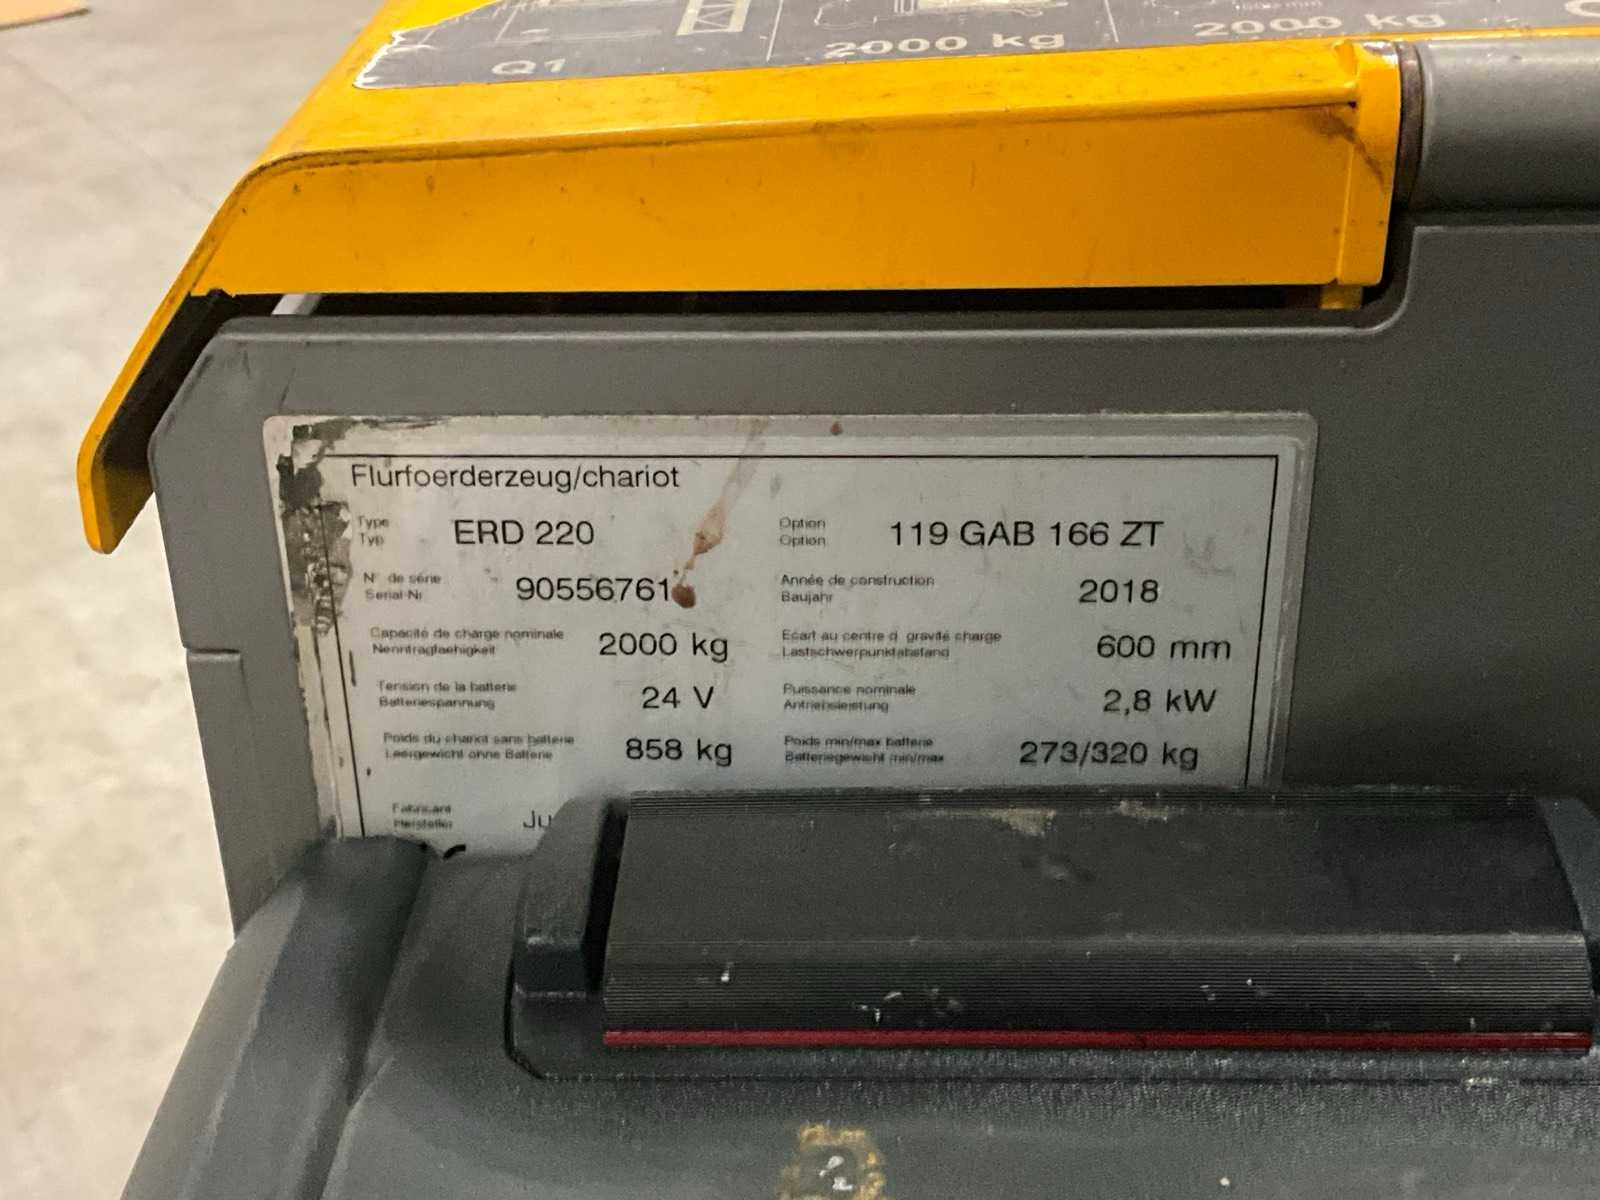 Q1
2000 kg
2000 kg
Flurfoerderzeug/chariot
Type
Typ
ERD 220
Option
Option
119 GAB 166 ZT
N° de série
Serial-Nr
90556761
Année de construction
Baujahr
2018
Capacité de charge nominale
Nenntragfaehigkeit
2000 kg
Ecart au centre d gravité charge
Lastschwerpunktabstand
600 mm
Tension de la batterie
Batteriespannung
24 V
Puissance nominale
Antriebsleistung
2,8 kW
Poids du chariot sans batterie
Leergewicht ohne Batterie
858 kg
Poids min/max batterie
Batteriegewicht min/max
273/320 kg
Fabricant
Hersteller
Ju